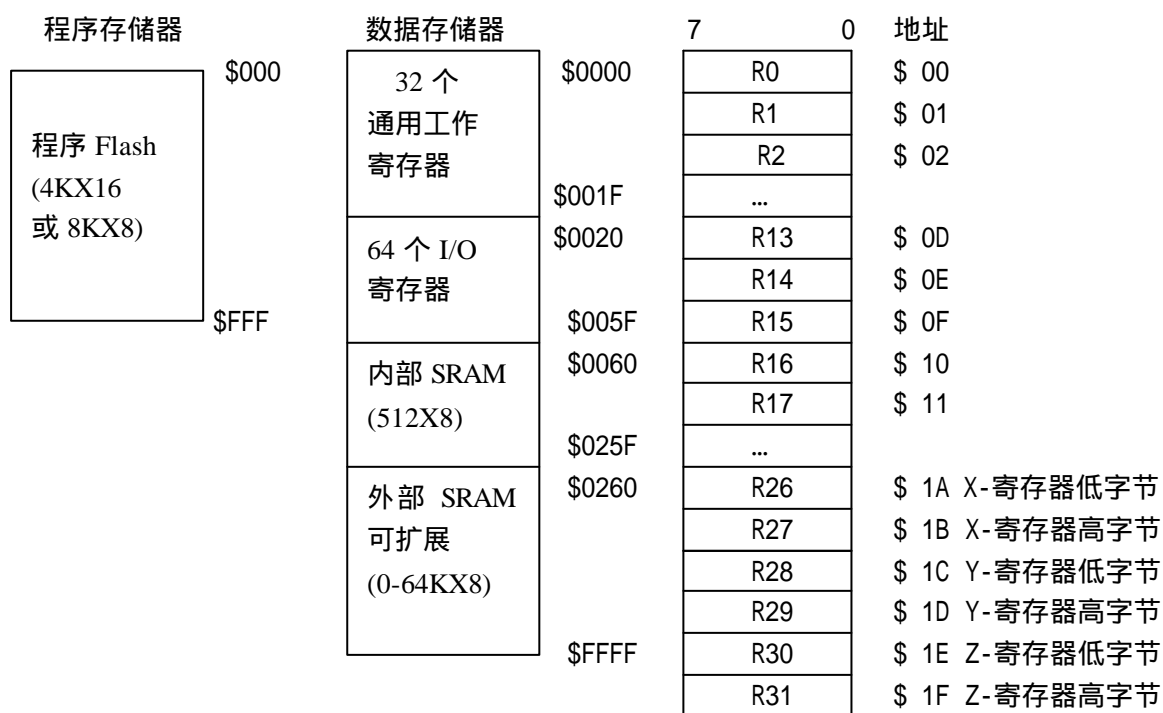 程序存储器
$000
程序 Flash
(4KX16
或 8KX8)
$FFF
数据存储器
32 个
通用工作
寄存器
$0000
$001F
64 个 I/O
寄存器
$0020
$005F
内部 SRAM
(512X8)
$0060
$025F
外部 SRAM
可扩展
(0-64KX8)
$0260
$FFFF
7 0 地址
R0 $ 00
R1 $ 01
R2 $ 02
…
R13 $ 0D
R14 $ 0E
R15 $ 0F
R16 $ 10
R17 $ 11
…
R26 $ 1A X-寄存器低字节
R27 $ 1B X-寄存器高字节
R28 $ 1C Y-寄存器低字节
R29 $ 1D Y-寄存器高字节
R30 $ 1E Z-寄存器低字节
R31 $ 1F Z-寄存器高字节